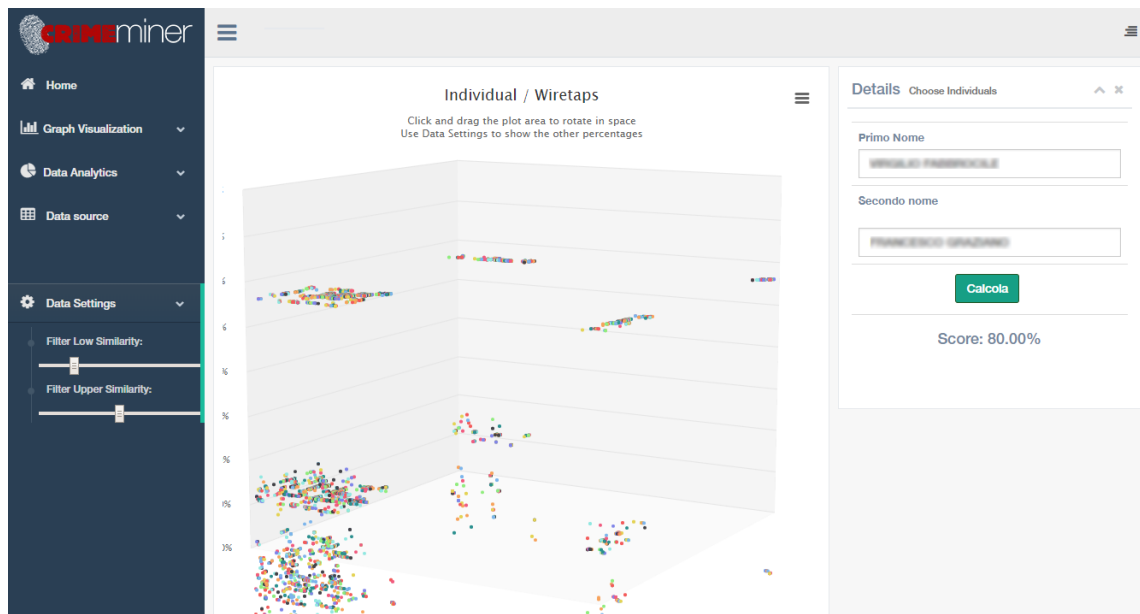 CRIMEminer
Home
Graph Visualization
Data Analytics
Data source
Data Settings
Filter Low Similarity:
Filter Upper Similarity:
Individual / Wiretaps
Click and drag the plot area to rotate in space
Use Data Settings to show the other percentages
0%
Details Choose Individuals
Primo Nome
Secondo nome
Calcola
Score: 80.00%